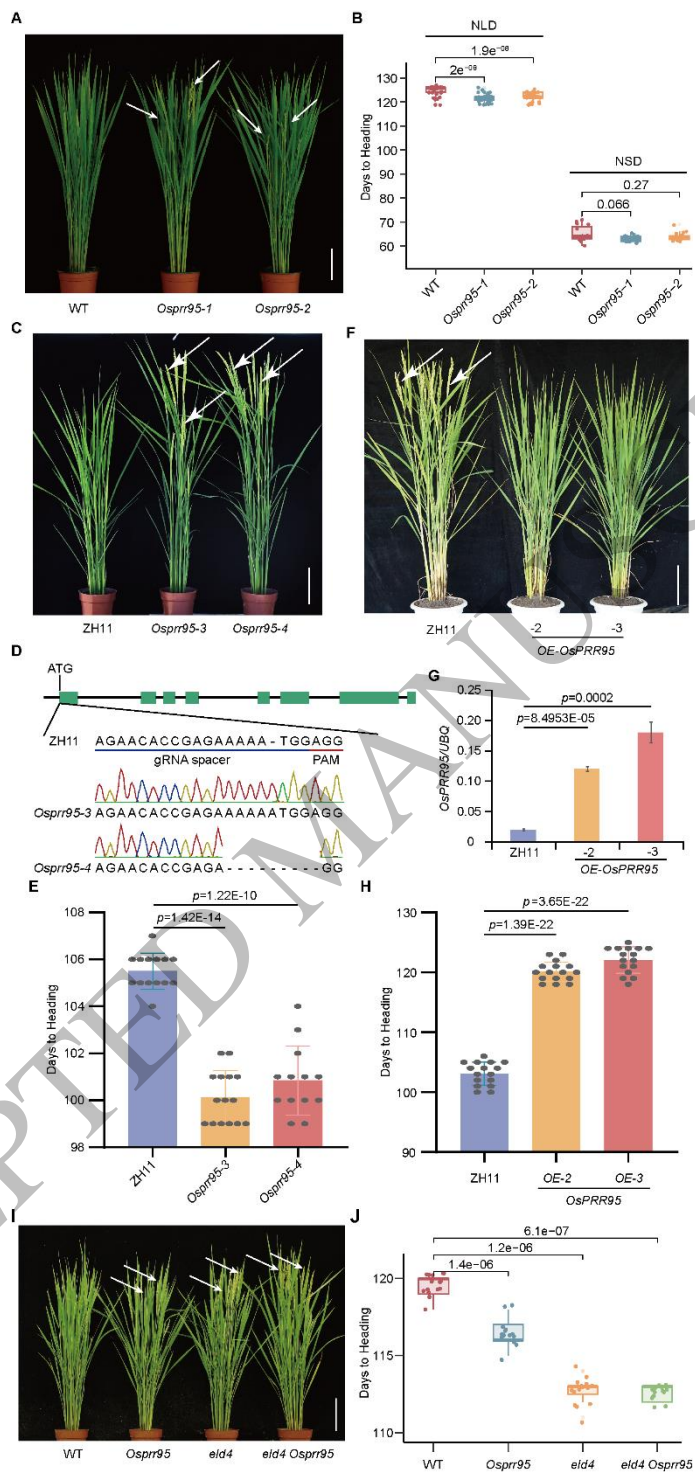 A
WT
Osprr95-1
Osprr95-2
B
NLD
1.9e⁻⁰⁸
2e⁻⁰⁸
NSD
0.27
0.066
Days to Heading
130
120
110
100
90
80
70
60
WT
Osprr95-1
Osprr95-2
WT
Osprr95-1
Osprr95-2
C
ZH11
Osprr95-3
Osprr95-4
F
ZH11
-2
-3
OE-OsPRR95
D
ATG
ZH11
AGAACACCGAGAAAAA-TGGAGG
gRNA spacer
PAM
Osprr95-3
AGAACACCGAGAAAAAATGGAGG
Osprr95-4
AGAACACCGAGA- - - - - - - - -GG
G
p=0.0002
p=8.4953E-05
OsPRR95/UBQ
0.25
0.20
0.15
0.10
0.05
0
ZH11
-2
-3
OE-OsPRR95
E
p=1.22E-10
p=1.42E-14
Days to Heading
108
106
104
102
100
98
ZH11
Osprr95-3
Osprr95-4
H
p=3.65E-22
p=1.39E-22
Days to Heading
130
120
110
100
90
ZH11
OE-2
OE-3
OsPRR95
I
WT
Osprr95
eld4
eld4 Osprr95
J
6.1e−07
1.2e−06
1.4e−06
Days to Heading
120
115
110
WT
Osprr95
eld4
eld4 Osprr95